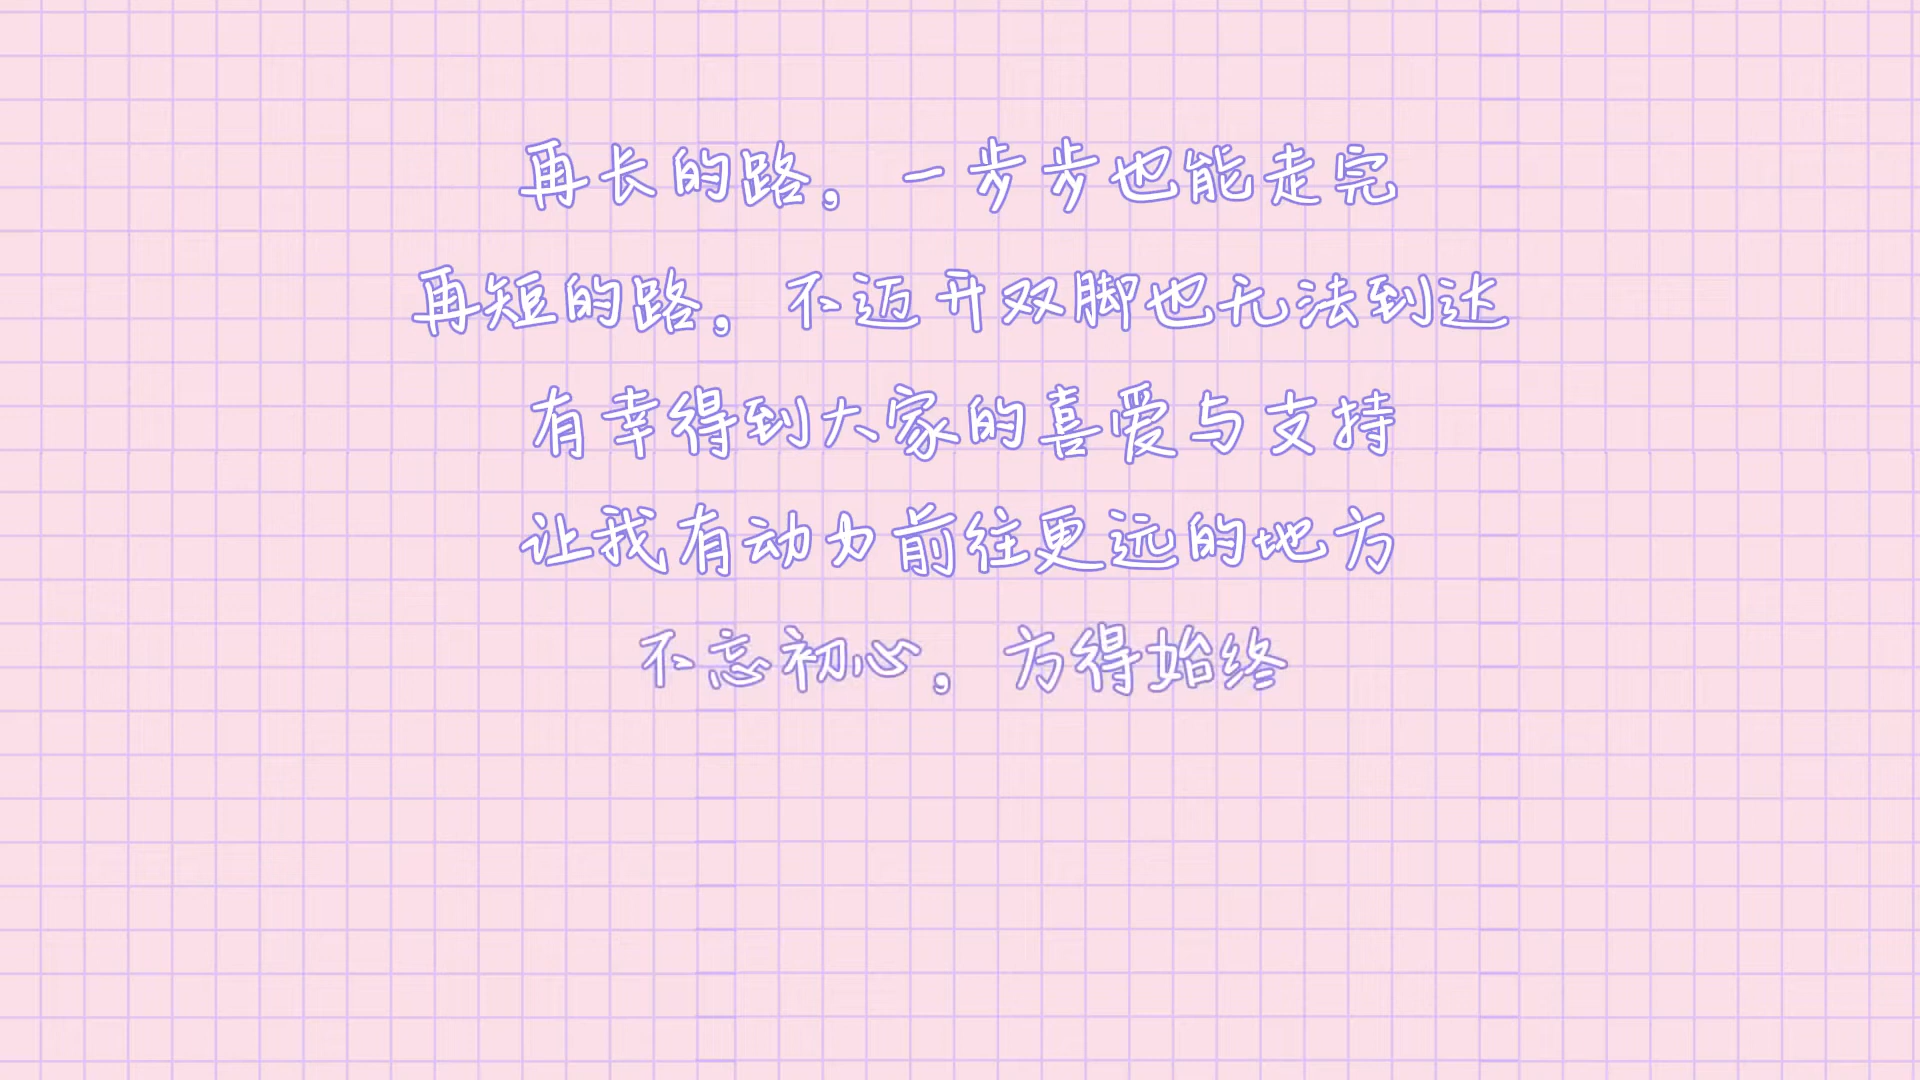 再长的路，一步步也能走完
再短的路，不迈开双脚也无法到达
有幸得到大家的喜爱与支持
让我有动力前往更远的地方
不忘初心，方得始终